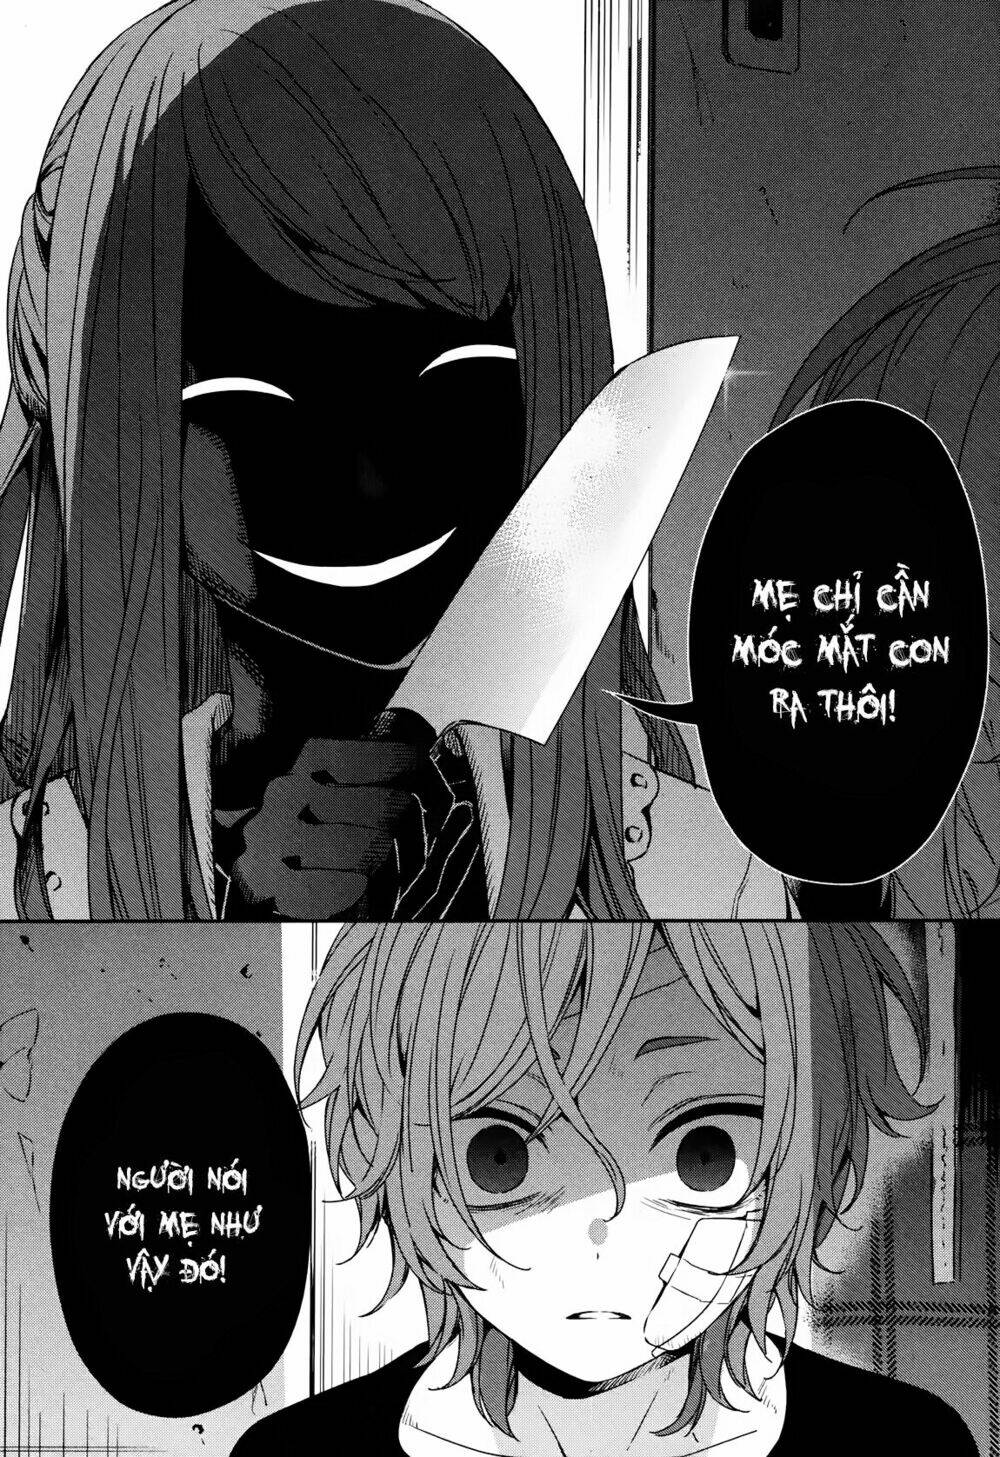 MẸ CHỈ CẦN
MÓC MẮT CON
RA THÔI!
NGƯỜI NÓI
VỚI MẸ NHƯ
VẬY ĐÓ!